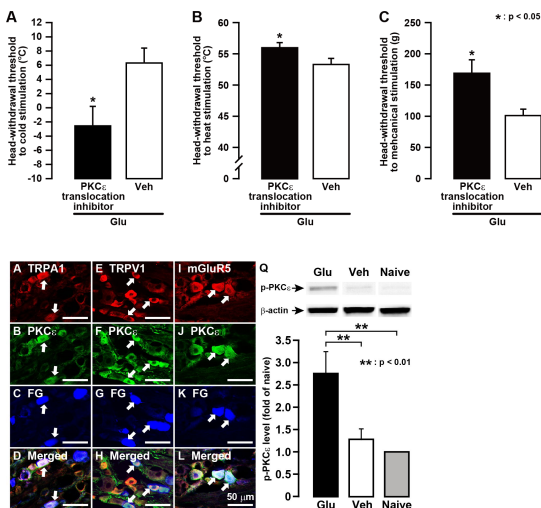 A
B
C
* : p < 0.05
Head-withdrawal threshold
to cold stimulation (°C)
10
8
6
4
2
0
-2
-4
-6
-8
-10
*
PKCε
translocation
inhibitor
Veh
Glu
Head-withdrawal threshold
to heat stimulation (°C)
60
55
50
45
0
*
PKCε
translocation
inhibitor
Veh
Glu
Head-withdrawal threshold
to mehcanical stimulation (g)
250
200
150
100
50
0
*
PKCε
translocation
inhibitor
Veh
Glu
A TRPA1
E TRPV1
I mGluR5
B PKCε
F PKCε
J PKCε
C FG
G FG
K FG
D Merged
H Merged
L Merged
50 μm
Q
Glu Veh Naive
p-PKCε
β-actin
**
**
** : p < 0.01
p-PKCε level (fold of naive)
3.5
3.0
2.5
2.0
1.5
1.0
0.5
0
Glu Veh Naive